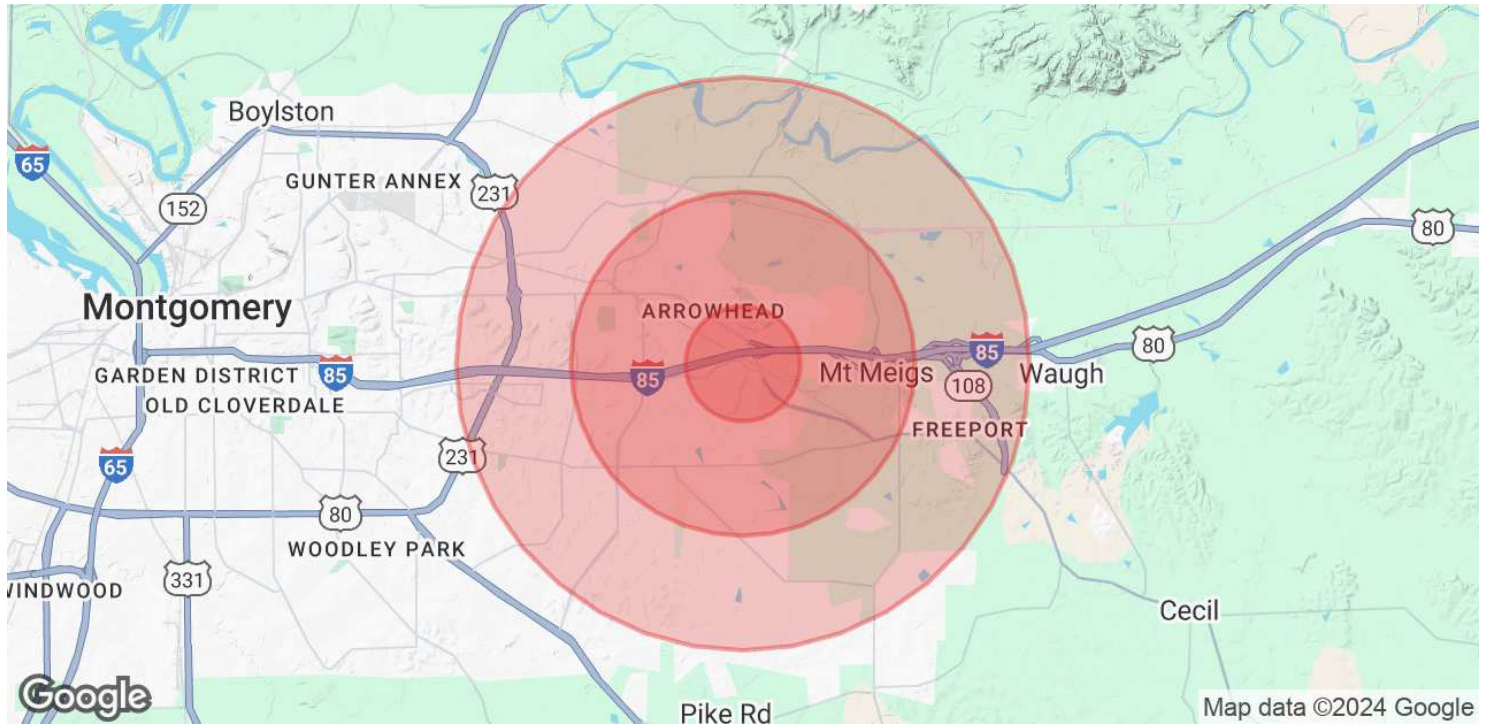 Boylston
65
GUNTER ANNEX
231
152
80
Montgomery
ARROWHEAD
85
80
GARDEN DISTRICT
85
85
Mt Meigs
Waugh
108
OLD CLOVERDALE
FREEPORT
65
231
80
WOODLEY PARK
331
WINDWOOD
Cecil
Google
Pike Rd
Map data ©2024 Google